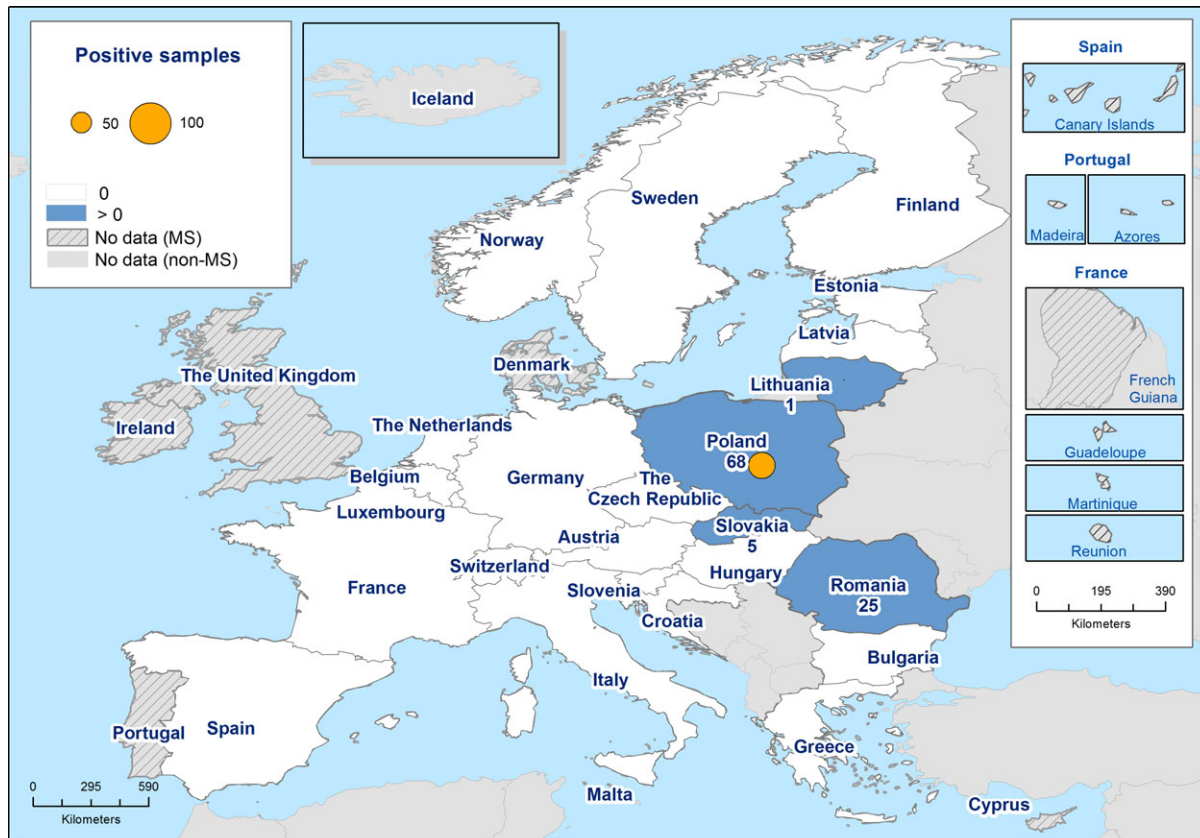 Positive samples
50
100
0
> 0
No data (MS)
No data (non-MS)
Iceland
Sweden
Finland
Norway
Estonia
Latvia
Denmark
Lithuania
1
The United Kingdom
Ireland
The Netherlands
Poland
68
Belgium
Germany
The
Czech Republic
Luxembourg
Slovakia
5
Austria
Switzerland
Hungary
France
Slovenia
Romania
25
Croatia
Bulgaria
Italy
Portugal
Spain
Greece
Malta
Cyprus
0 295 590
Kilometers
Spain
Canary Islands
Portugal
Madeira
Azores
France
French
Guiana
Guadeloupe
Martinique
Reunion
0 195 390
Kilometers